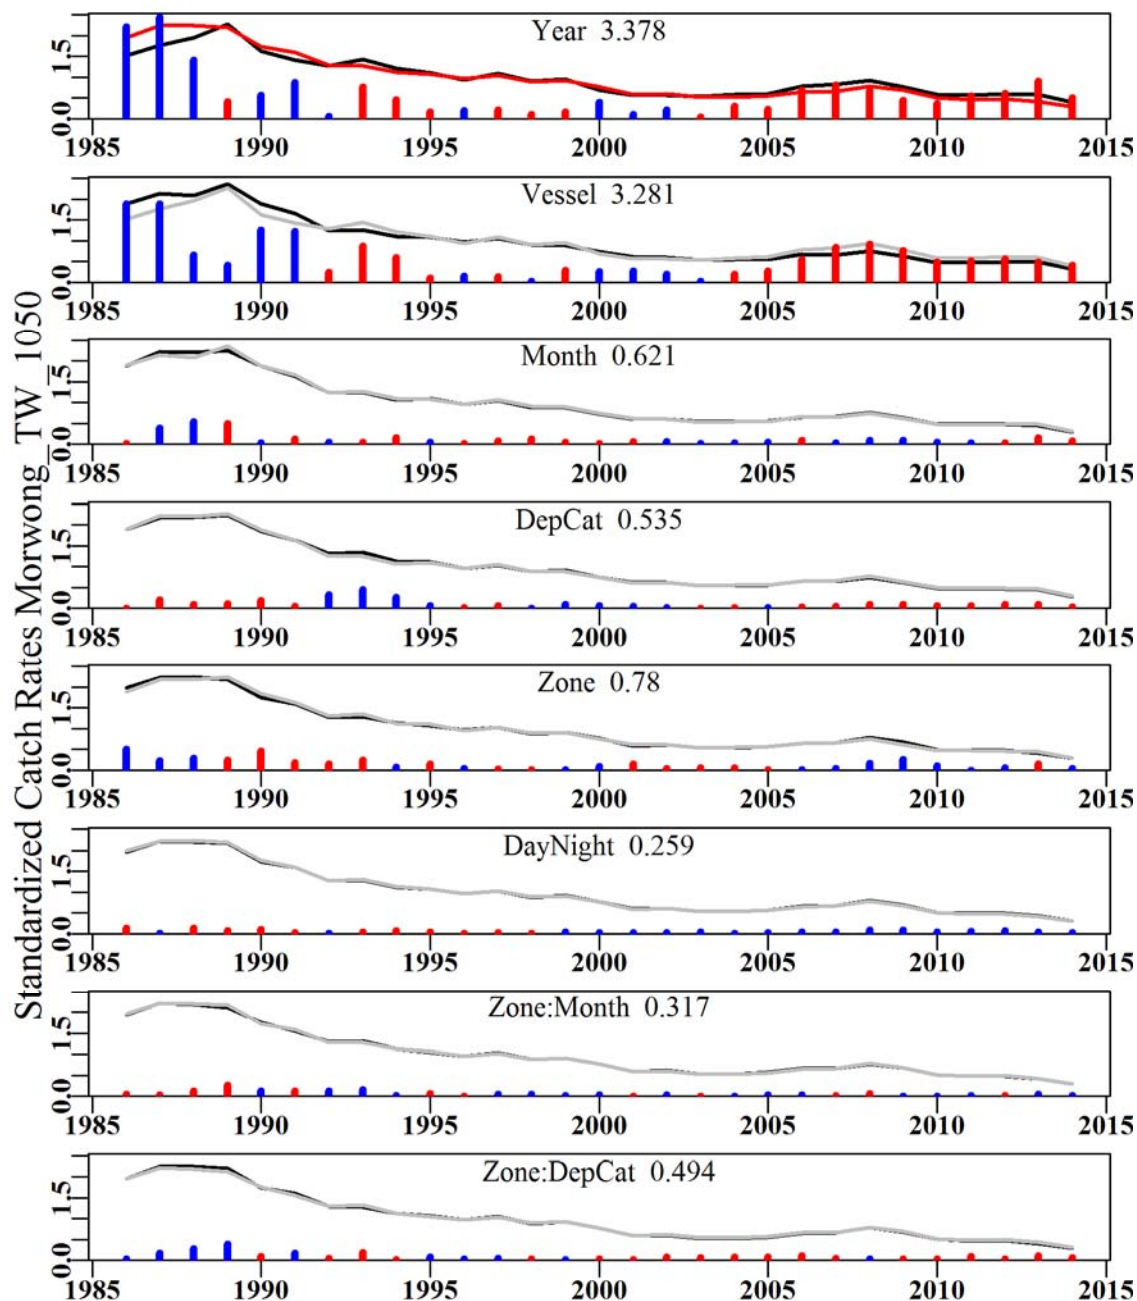 Standardized Catch Rates Morwong_TW_1050
Year 3.378
0.0 1.5
1985 1990 1995 2000 2005 2010 2015
Vessel 3.281
0.0 1.5
1985 1990 1995 2000 2005 2010 2015
Month 0.621
0.0 1.5
1985 1990 1995 2000 2005 2010 2015
DepCat 0.535
0.0 1.5
1985 1990 1995 2000 2005 2010 2015
Zone 0.78
0.0 1.5
1985 1990 1995 2000 2005 2010 2015
DayNight 0.259
0.0 1.5
1985 1990 1995 2000 2005 2010 2015
Zone:Month 0.317
0.0 1.5
1985 1990 1995 2000 2005 2010 2015
Zone:DepCat 0.494
0.0 1.5
1985 1990 1995 2000 2005 2010 2015